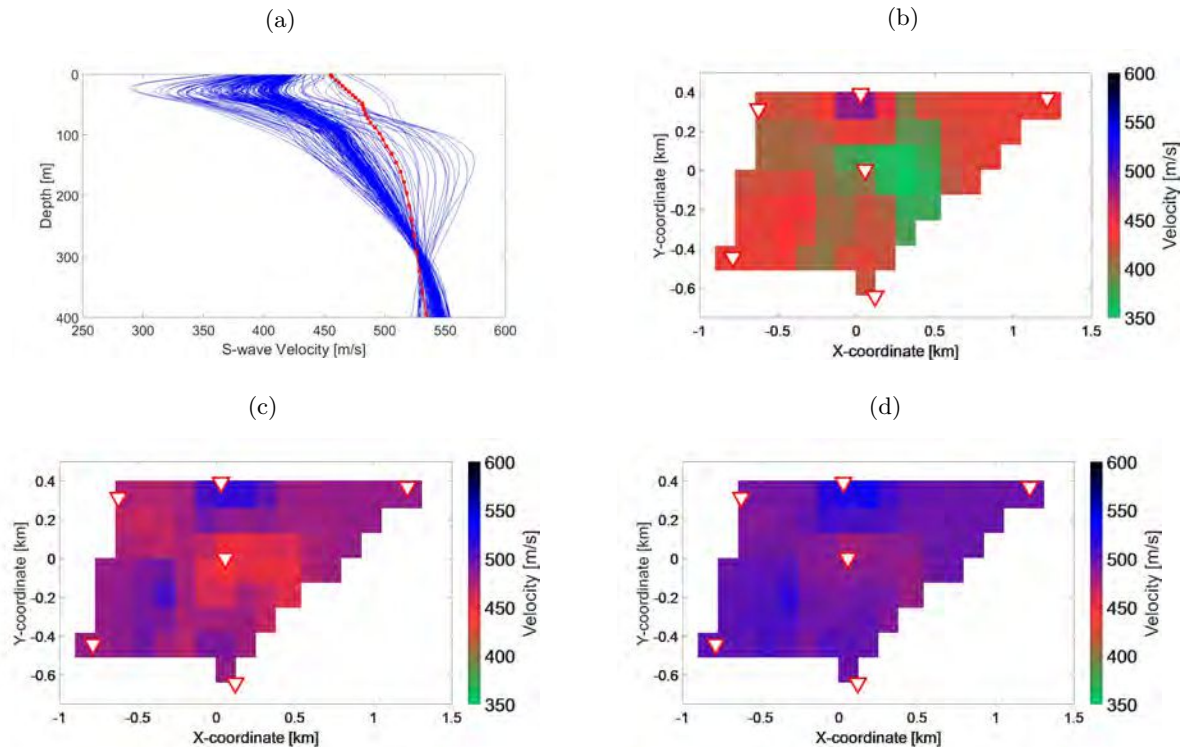 (a)
0
100
200
300
400
Depth [m]
250 300 350 400 450 500 550 600
S-wave Velocity [m/s]
(b)
0.4
0.2
0
-0.2
-0.4
-0.6
Y-coordinate [km]
-1 -0.5 0 0.5 1 1.5
X-coordinate [km]
600
550
500
450
400
350
Velocity [m/s]
(c)
0.4
0.2
0
-0.2
-0.4
-0.6
Y-coordinate [km]
-1 -0.5 0 0.5 1 1.5
X-coordinate [km]
600
550
500
450
400
350
Velocity [m/s]
(d)
0.4
0.2
0
-0.2
-0.4
-0.6
Y-coordinate [km]
-1 -0.5 0 0.5 1 1.5
X-coordinate [km]
600
550
500
450
400
350
Velocity [m/s]